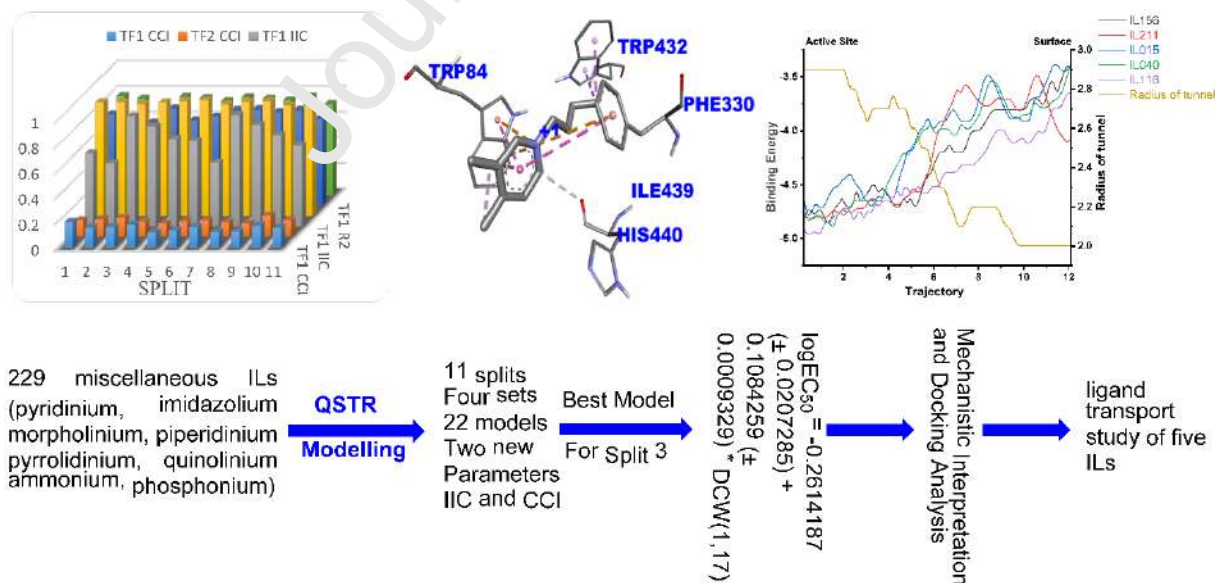 Jou
TF1 CCI TF2 CCI TF1 IIC
1
0.8
0.6
0.4
0.2
0
1 2 3 4 5 6 7 8 9 10 11
SPLIT
TF1 CCI
TF1 IIC
TF1 R2
TRP84
TRP432
PHE330
+1
ILE439
HIS440
Active Site
Surface
IL156
IL211
IL015
IL040
IL116
Radius of tunnel
-3.5
-4.0
-4.5
-5.0
Binding Energy
3.0
2.8
2.6
2.4
2.2
2.0
Radius of tunnel
2 4 6 8 10 12
Trajectory
229 miscellaneous ILs
(pyridinium, imidazolium
morpholinium, piperidinium
pyrrolidinium, quinolinium
ammonium, phosphonium)
QSTR
Modelling
11 splits
Four sets
22 models
Two new
Parameters
IIC and CCI
Best Model
For Split 3
logEC50 = -0.2614187
(± 0.0207285) +
0.1084259 (±
0.0009329) * DCW(1,17)
Mechanistic Interpretation
and Docking Analysis
ligand
transport
study of five
ILs